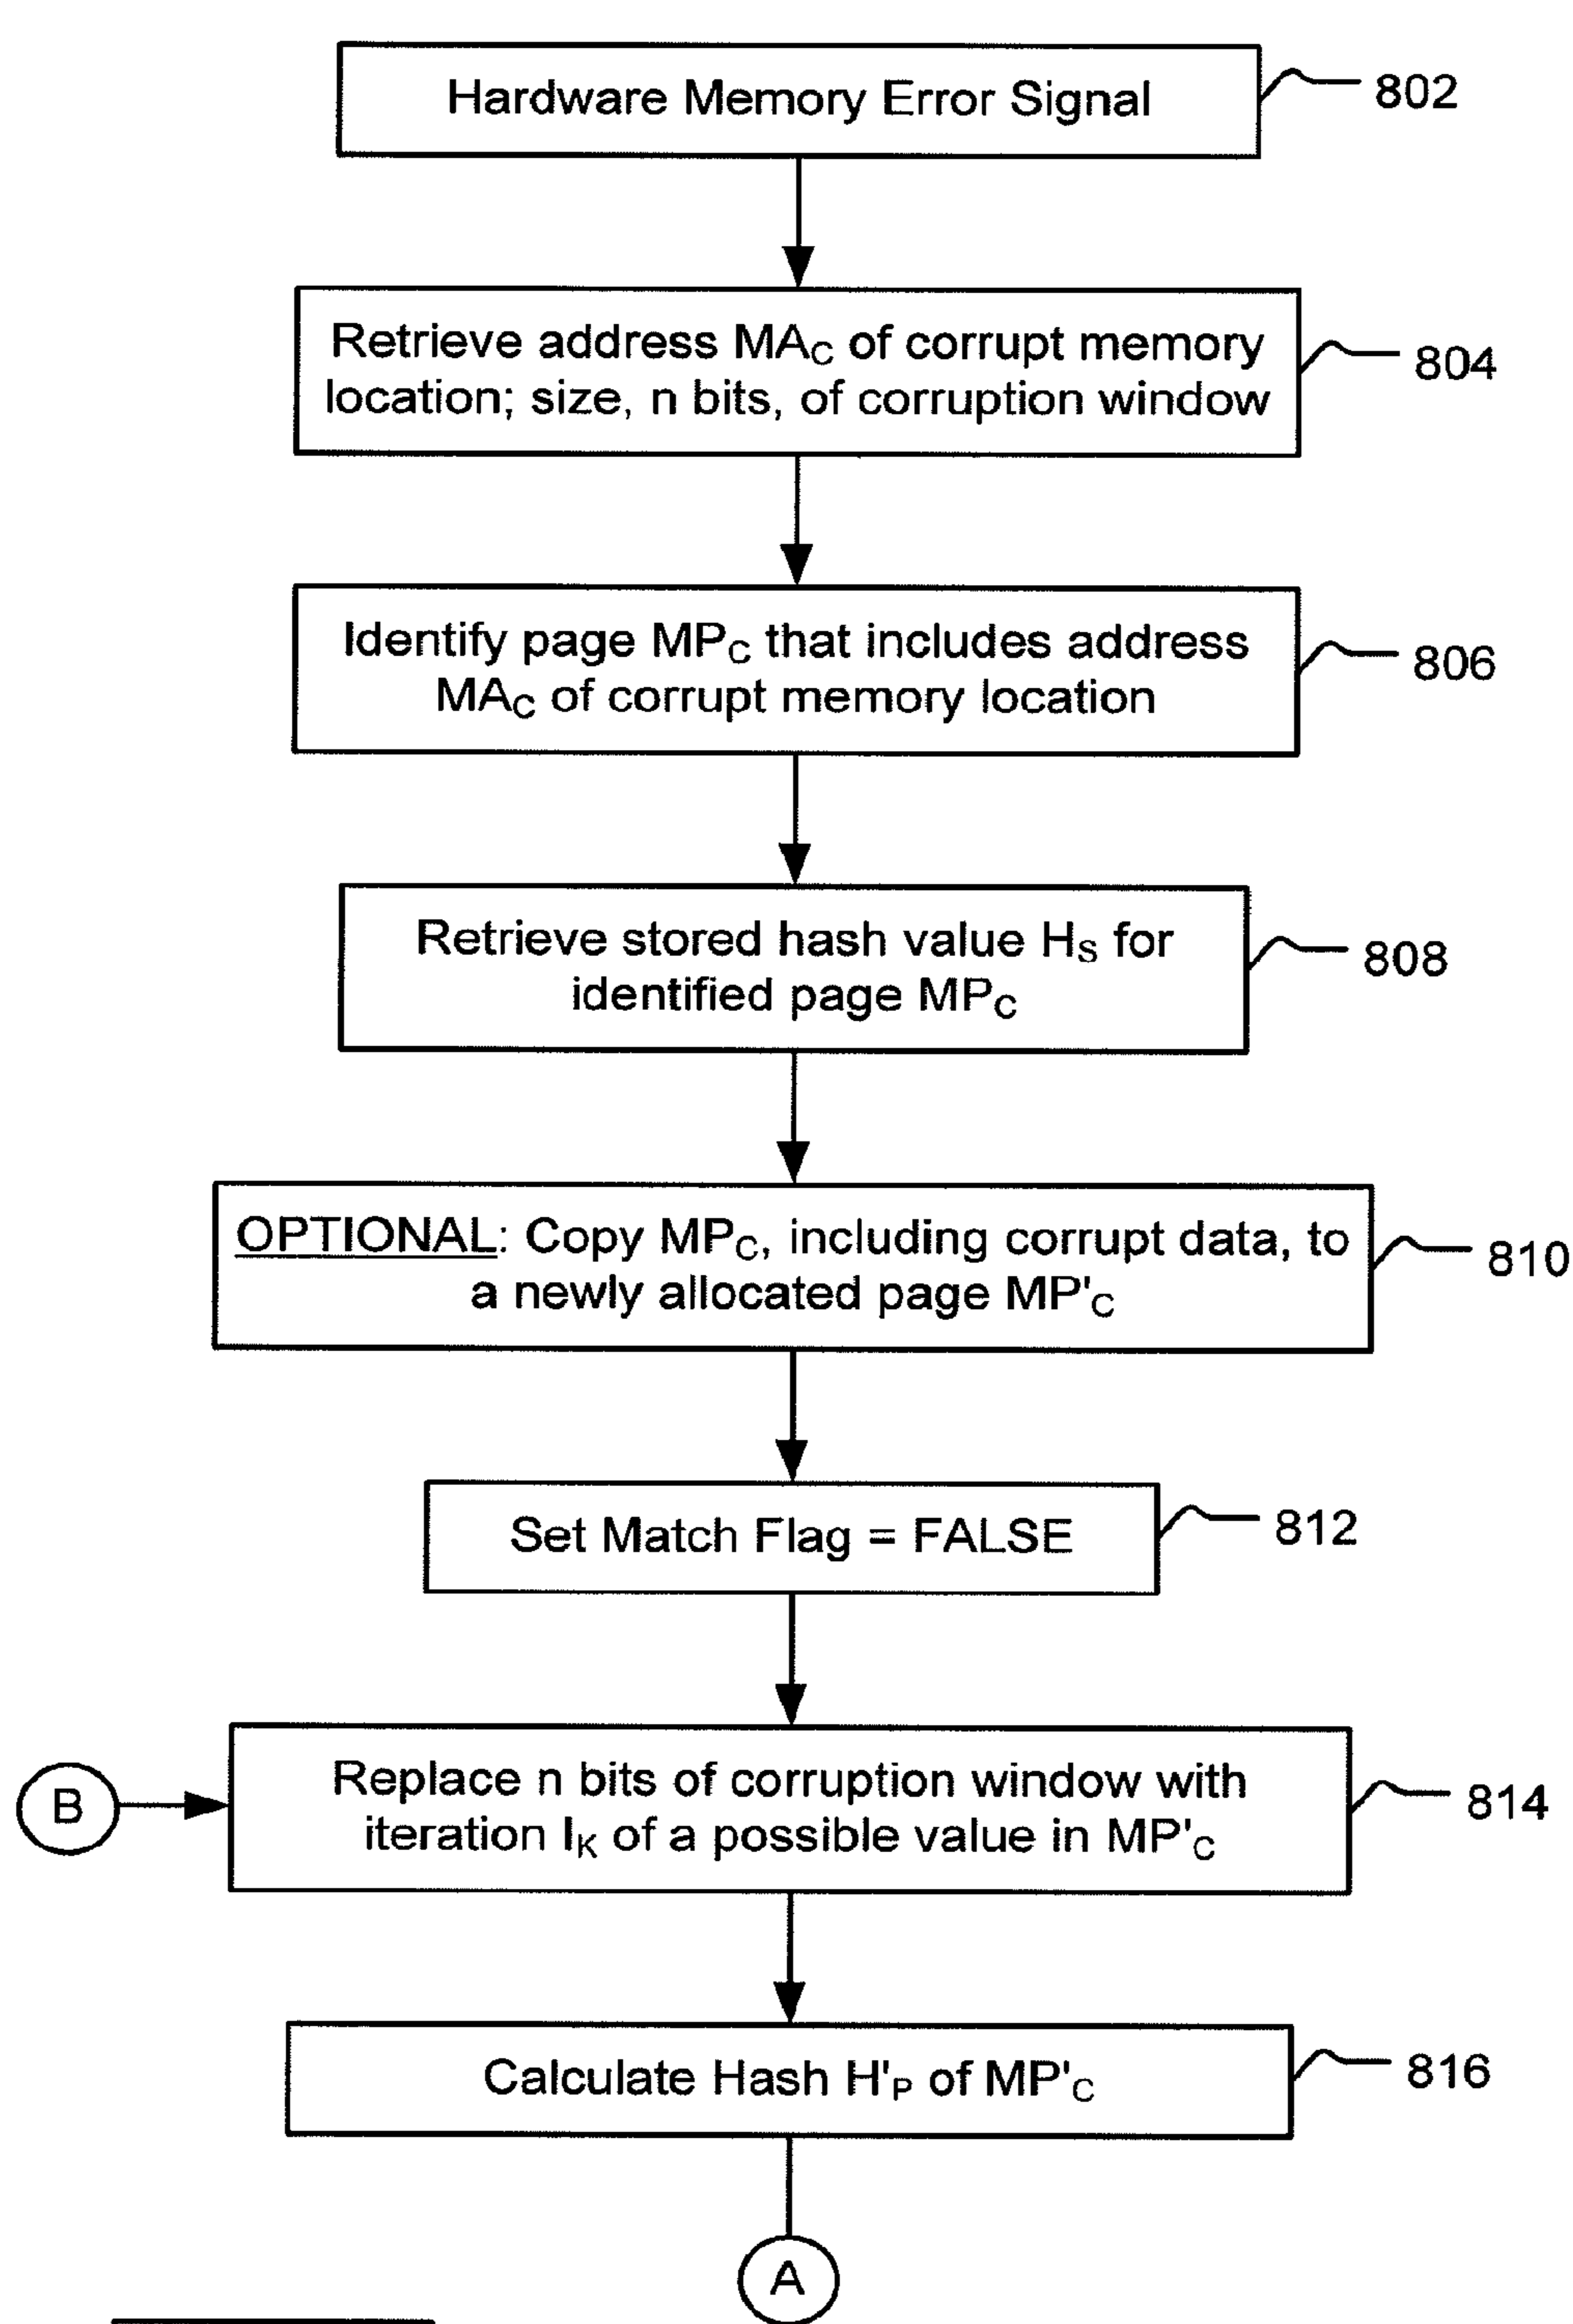 Hardware Memory Error Signal
802
Retrieve address MAC of corrupt memory
location; size, n bits, of corruption window
804
Identify page MPC that includes address
MAC of corrupt memory location
806
Retrieve stored hash value HS for
identified page MPC
808
OPTIONAL: Copy MPC, including corrupt data, to
a newly allocated page MP'C
810
Set Match Flag = FALSE
812
B
Replace n bits of corruption window with
iteration IK of a possible value in MP'C
814
Calculate Hash H'P of MP'C
816
A